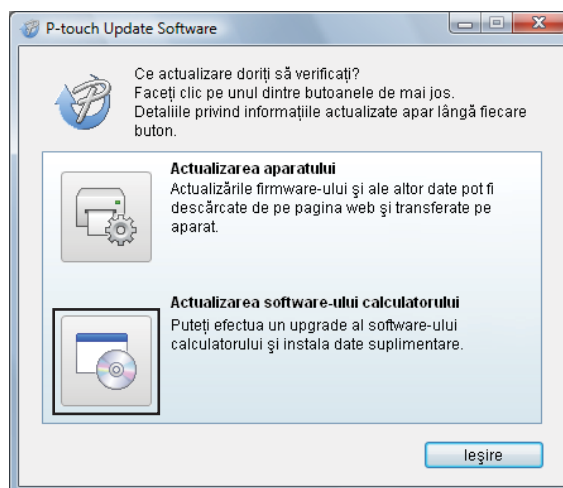 P-touch Update Software
Ce actualizare doriți să verificați?
Faceți clic pe unul dintre butoanele de mai jos.
Detaliile privind informațiile actualizate apar lângă fiecare
buton.
Actualizarea aparatului
Actualizările firmware-ului și ale altor date pot fi
descărcate de pe pagina web și transferate pe
aparat.
Actualizarea software-ului calculatorului
Puteți efectua un upgrade al software-ului
calculatorului și instala date suplimentare.
Ieșire